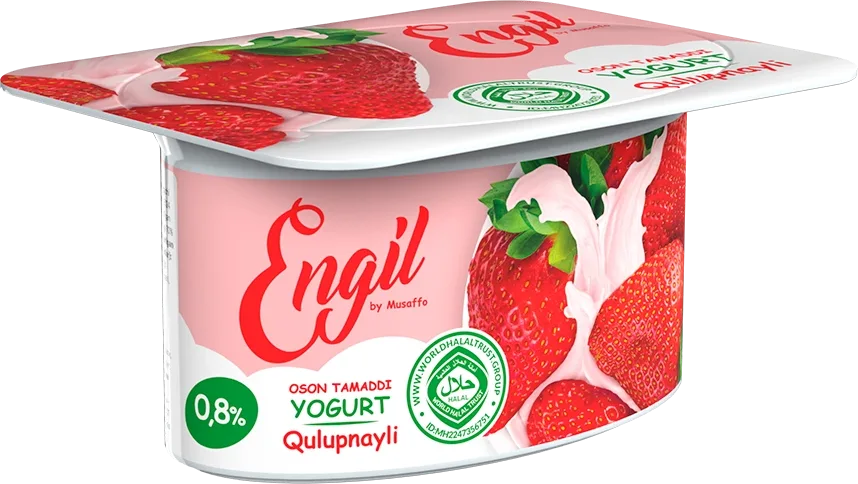 Engil
by Musaffo
OSON TAMADDI
YOGURT
Qulupnayli
Engil
by Musaffo
0,8%
OSON TAMADDI
YOGURT
Qulupnayli
WWW.WORLDHALALTRUST.GROUP
حلال
HALAL
WORLD HALAL TRUST
ID:MH2247356751